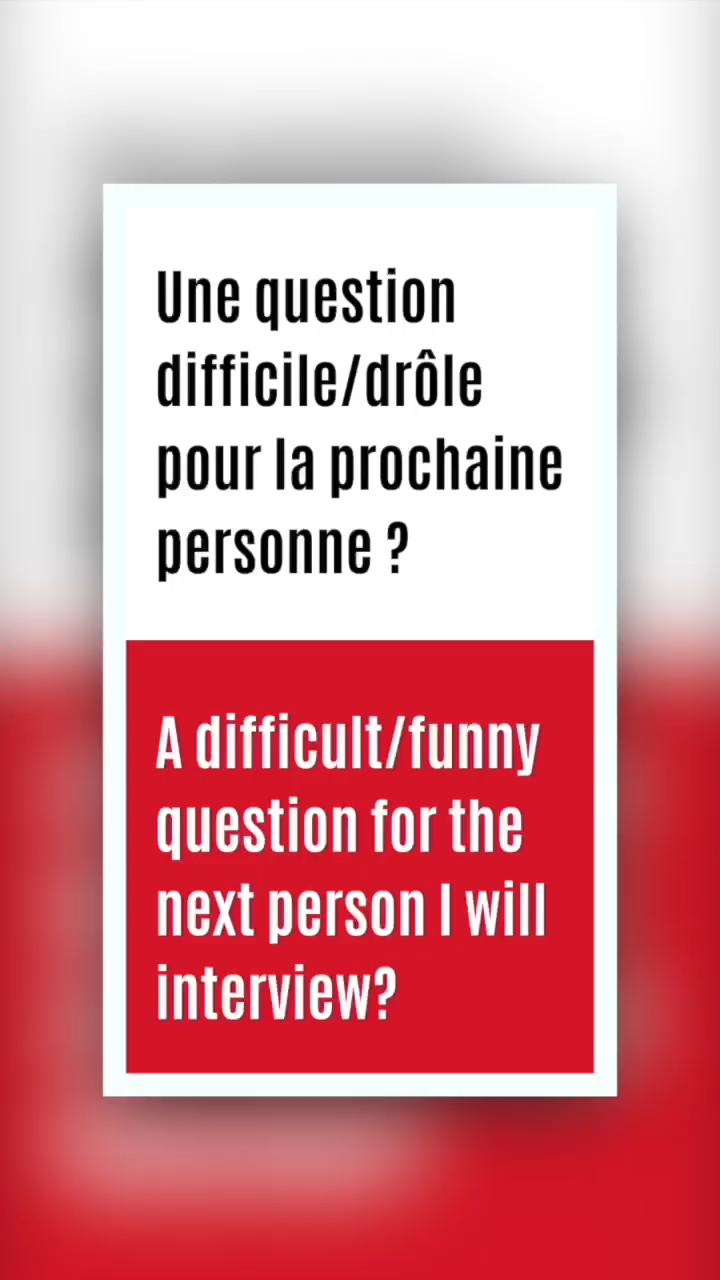 Une question
difficile/drôle
pour la prochaine
personne ?
A difficult/funny
question for the
next person I will
interview?